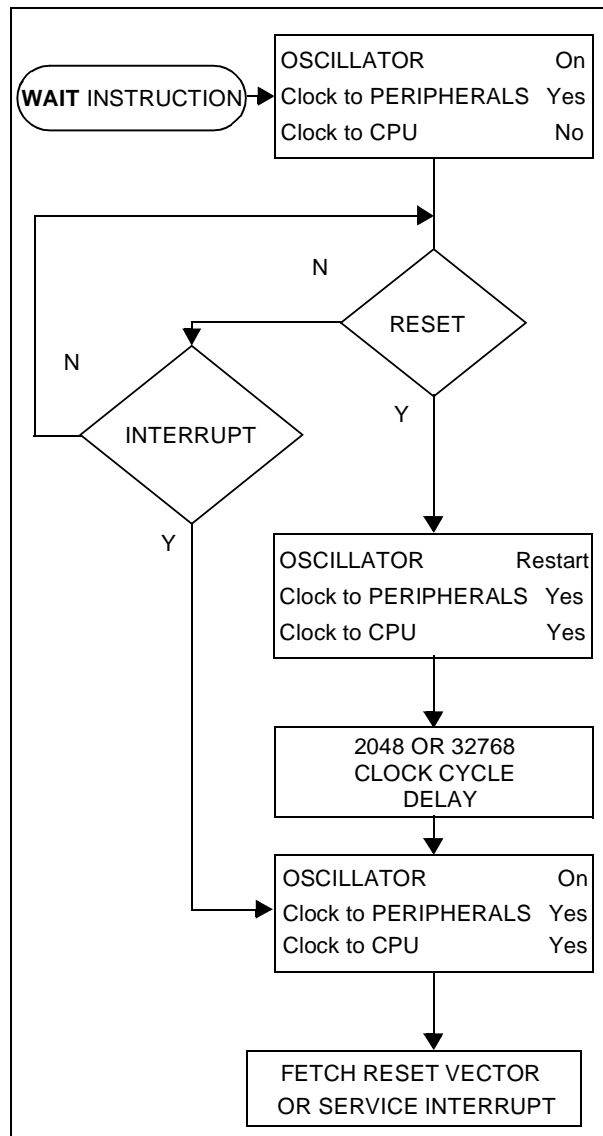 WAIT INSTRUCTION
OSCILLATOR On
Clock to PERIPHERALS Yes
Clock to CPU No
N
RESET
N
INTERRUPT
Y
Y
OSCILLATOR Restart
Clock to PERIPHERALS Yes
Clock to CPU Yes
2048 OR 32768
CLOCK CYCLE
DELAY
OSCILLATOR On
Clock to PERIPHERALS Yes
Clock to CPU Yes
FETCH RESET VECTOR
OR SERVICE INTERRUPT